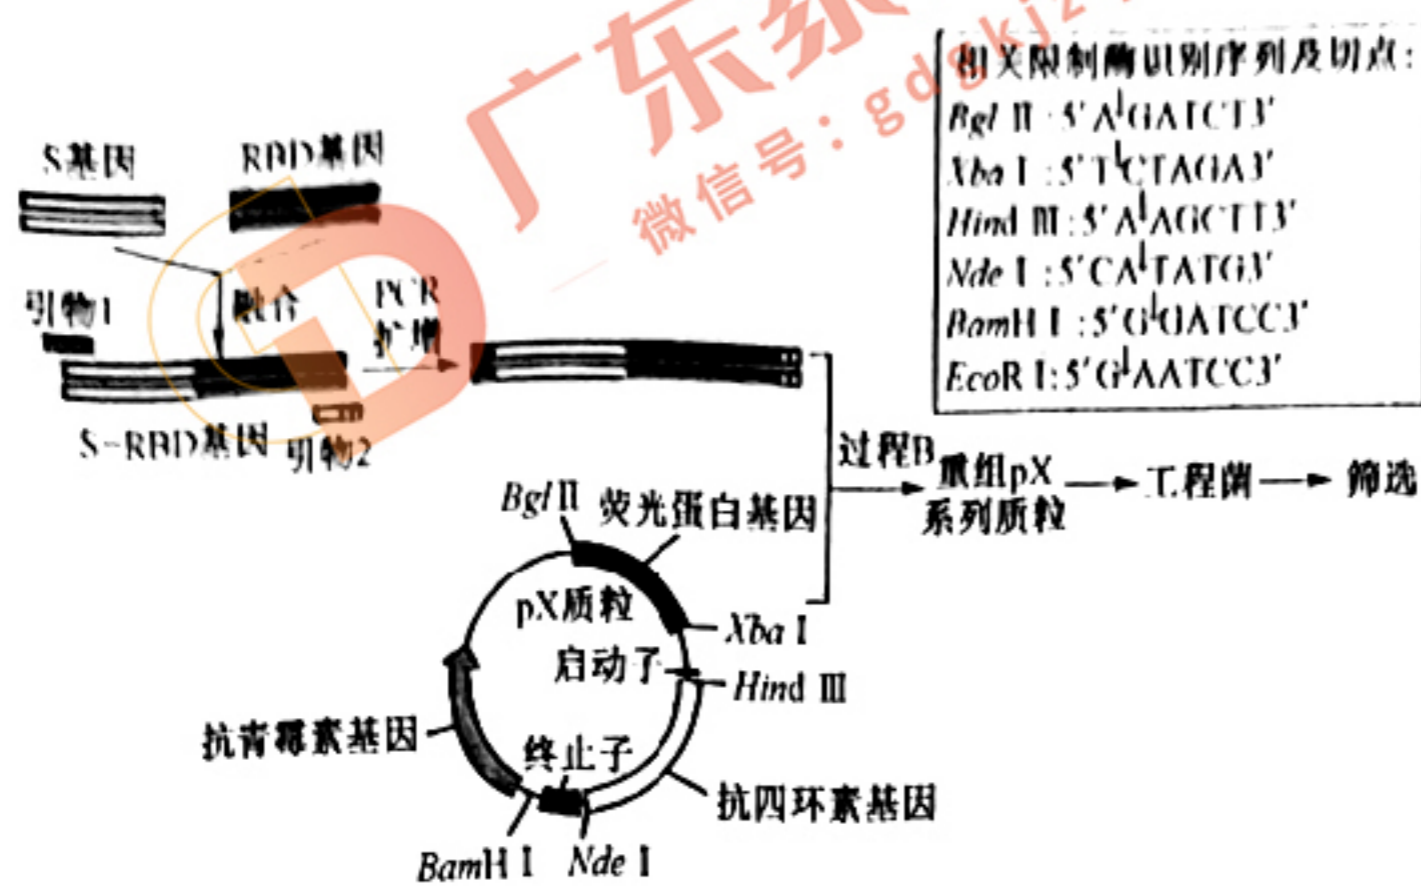 广东
微信号：gdgkjz
相关限制酶识别序列及切点：
Bgl Ⅱ：5'A↓GATCT3'
Xba Ⅰ：5'T↓CTAGA3'
Hind Ⅲ：5'A↓AGCTT3'
Nde Ⅰ：5'CA↓TATG3'
BamH Ⅰ：5'G↓GATCC3'
EcoR Ⅰ：5'G↓AATCC3'
S基因
RBD基因
引物1
融合
PCR
扩增
S-RBD基因
引物2
过程B
重组pX
系列质粒
工程菌
筛选
Bgl Ⅱ
荧光蛋白基因
pX质粒
Xba Ⅰ
启动子
Hind Ⅲ
抗青霉素基因
终止子
抗四环素基因
BamH Ⅰ
Nde Ⅰ